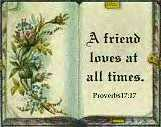 A friend
loves at
all times.
Proverbs 17:17